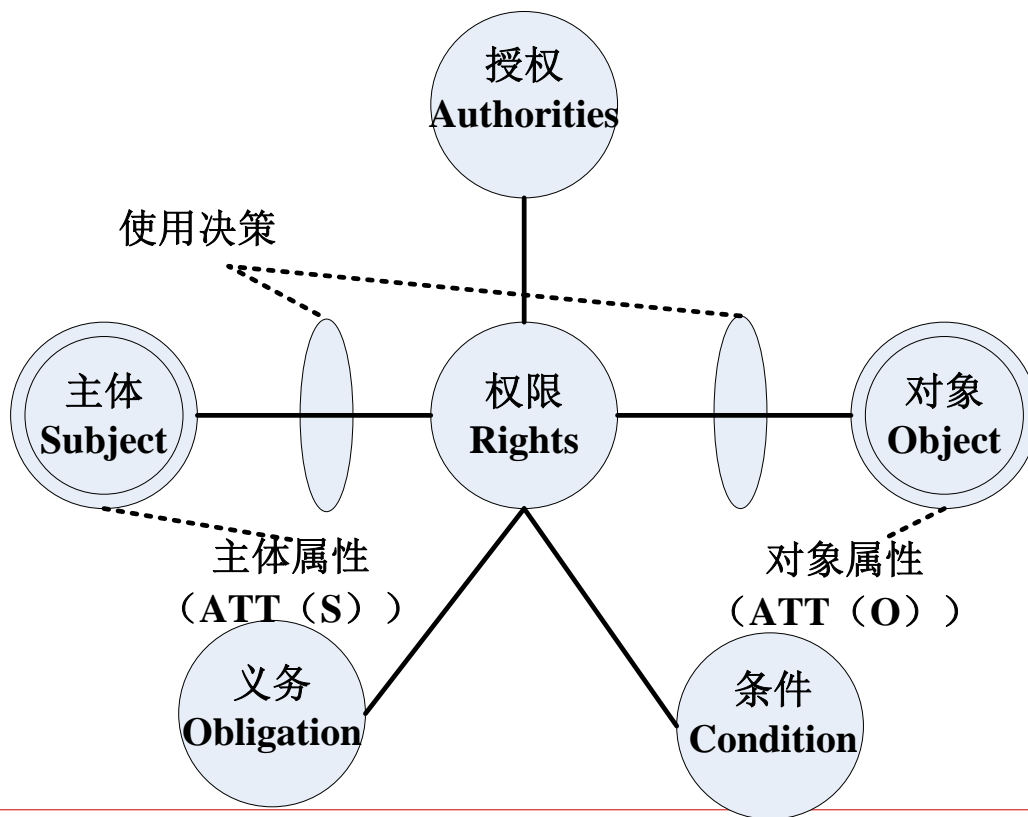 授权
Authorities
使用决策
主体
Subject
权限
Rights
对象
Object
主体属性
（ATT（S））
对象属性
（ATT（O））
义务
Obligation
条件
Condition